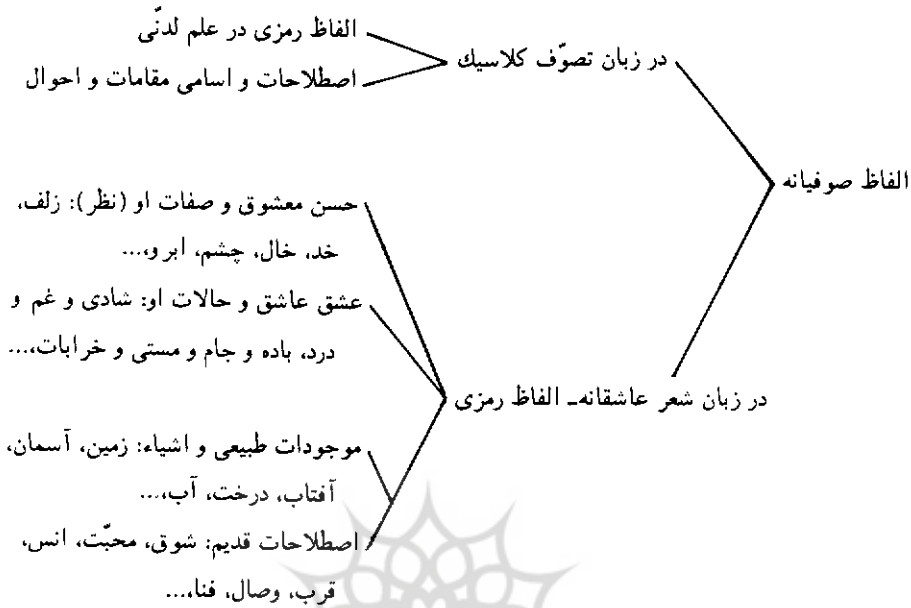 الفاظ صوفیانه
در زبان تصوّف کلاسیك
الفاظ رمزی در علم لدنّی
اصطلاحات و اسامی مقامات و احوال
در زبان شعر عاشقانه_ الفاظ رمزی
حسن معشوق و صفات او (نظر): زلف،
خد، خال، چشم، ابرو،...
عشق عاشق و حالات او: شادی و غم و
درد، باده و جام و مستی و خرابات،...
موجودات طبیعی و اشیاء: زمین، آسمان،
آفتاب، درخت، آب،...
اصطلاحات قدیم: شوق، محبّت، انس،
قرب، وصال، فنا،...